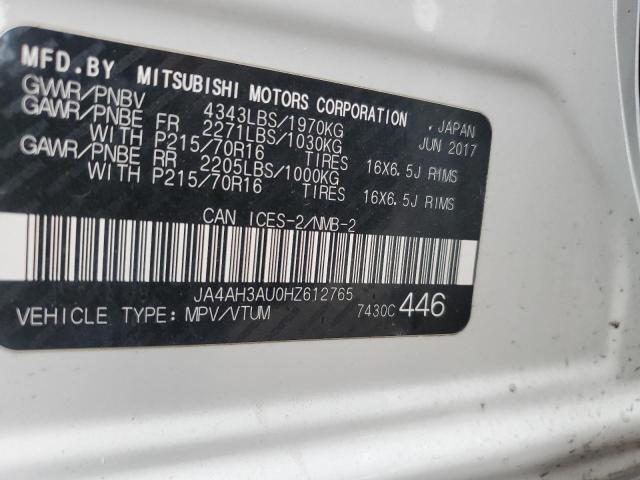 MFD.BY MITSUBISHI MOTORS CORPORATION, JAPAN
GVWR/PNBV 4343LBS/1970KG JUN 2017
GAWR/PNBE FR 2271LBS/1030KG
WITH P215/70R16 TIRES 16X6.5J RIMS
GAWR/PNBE RR 2205LBS/1000KG
WITH P215/70R16 TIRES 16X6.5J RIMS
CAN ICES-2/NMB-2
JA4AH3AU0HZ612765
VEHICLE TYPE: MPV/VTUM 7430C 446